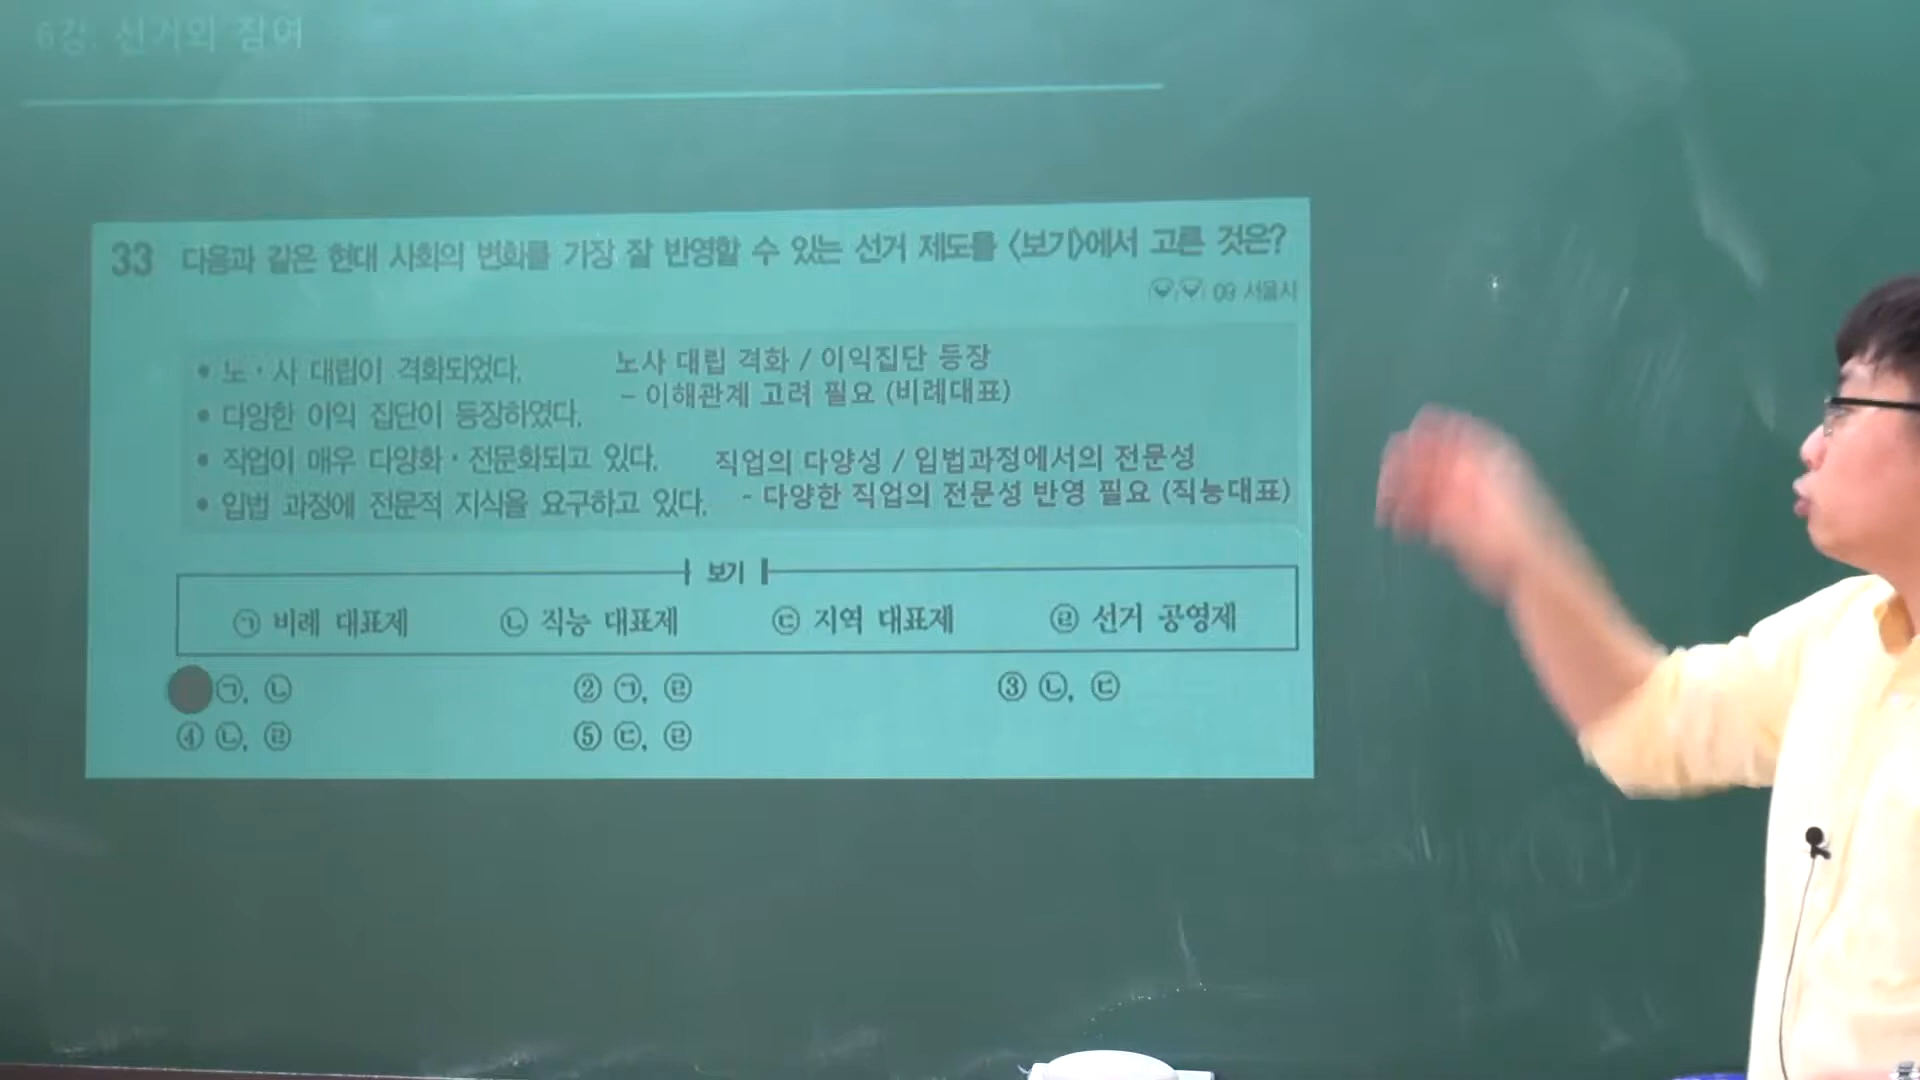 6강. 선거와 참여
33 다음과 같은 현대 사회의 변화를 가장 잘 반영할 수 있는 선거 제도를 〈보기〉에서 고른 것은?
09 서울시
• 노·사 대립이 격화되었다.
노사 대립 격화 / 이익집단 등장
- 이해관계 고려 필요 (비례대표)
• 다양한 이익 집단이 등장하였다.
• 직업이 매우 다양화·전문화되고 있다.
직업의 다양성 / 입법과정에서의 전문성
- 다양한 직업의 전문성 반영 필요 (직능대표)
• 입법 과정에 전문적 지식을 요구하고 있다.
보기
㉠ 비례 대표제 ㉡ 직능 대표제 ㉢ 지역 대표제 ㉣ 선거 공영제
㉠, ㉡ ② ㉠, ㉣ ③ ㉡, ㉢
④ ㉡, ㉣ ⑤ ㉢, ㉣